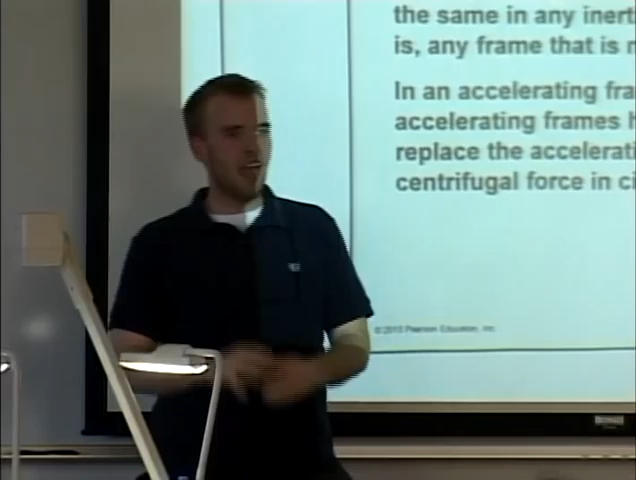 the same in any inert
is, any frame that is n
In an accelerating fra
accelerating frames h
replace the accelerati
centrifugal force in ci
© 2015 Pearson Education, Inc.